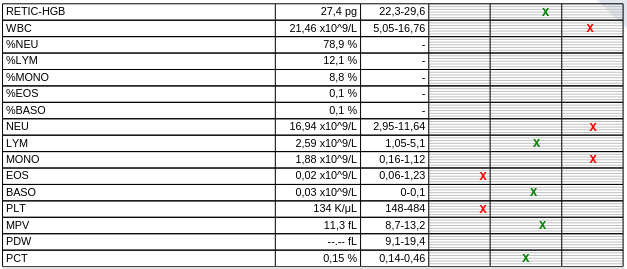 RETIC-HGB 27,4 pg 22,3-29,6 X
WBC 21,46 x10^9/L 5,05-16,76 X
%NEU 78,9 % -
%LYM 12,1 % -
%MONO 8,8 % -
%EOS 0,1 % -
%BASO 0,1 % -
NEU 16,94 x10^9/L 2,95-11,64 X
LYM 2,59 x10^9/L 1,05-5,1 X
MONO 1,88 x10^9/L 0,16-1,12 X
EOS 0,02 x10^9/L 0,06-1,23 X
BASO 0,03 x10^9/L 0-0,1 X
PLT 134 K/µL 148-484 X
MPV 11,3 fL 8,7-13,2 X
PDW --.-- fL 9,1-19,4
PCT 0,15 % 0,14-0,46 X